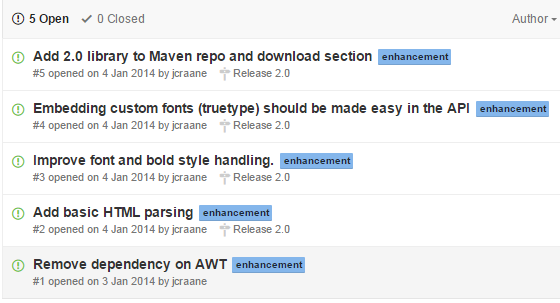 5 Open 0 Closed Author
Add 2.0 library to Maven repo and download section enhancement
#5 opened on 4 Jan 2014 by jcraane Release 2.0
Embedding custom fonts (truetype) should be made easy in the API enhancement
#4 opened on 4 Jan 2014 by jcraane Release 2.0
Improve font and bold style handling. enhancement
#3 opened on 4 Jan 2014 by jcraane Release 2.0
Add basic HTML parsing enhancement
#2 opened on 4 Jan 2014 by jcraane Release 2.0
Remove dependency on AWT enhancement
#1 opened on 3 Jan 2014 by jcraane